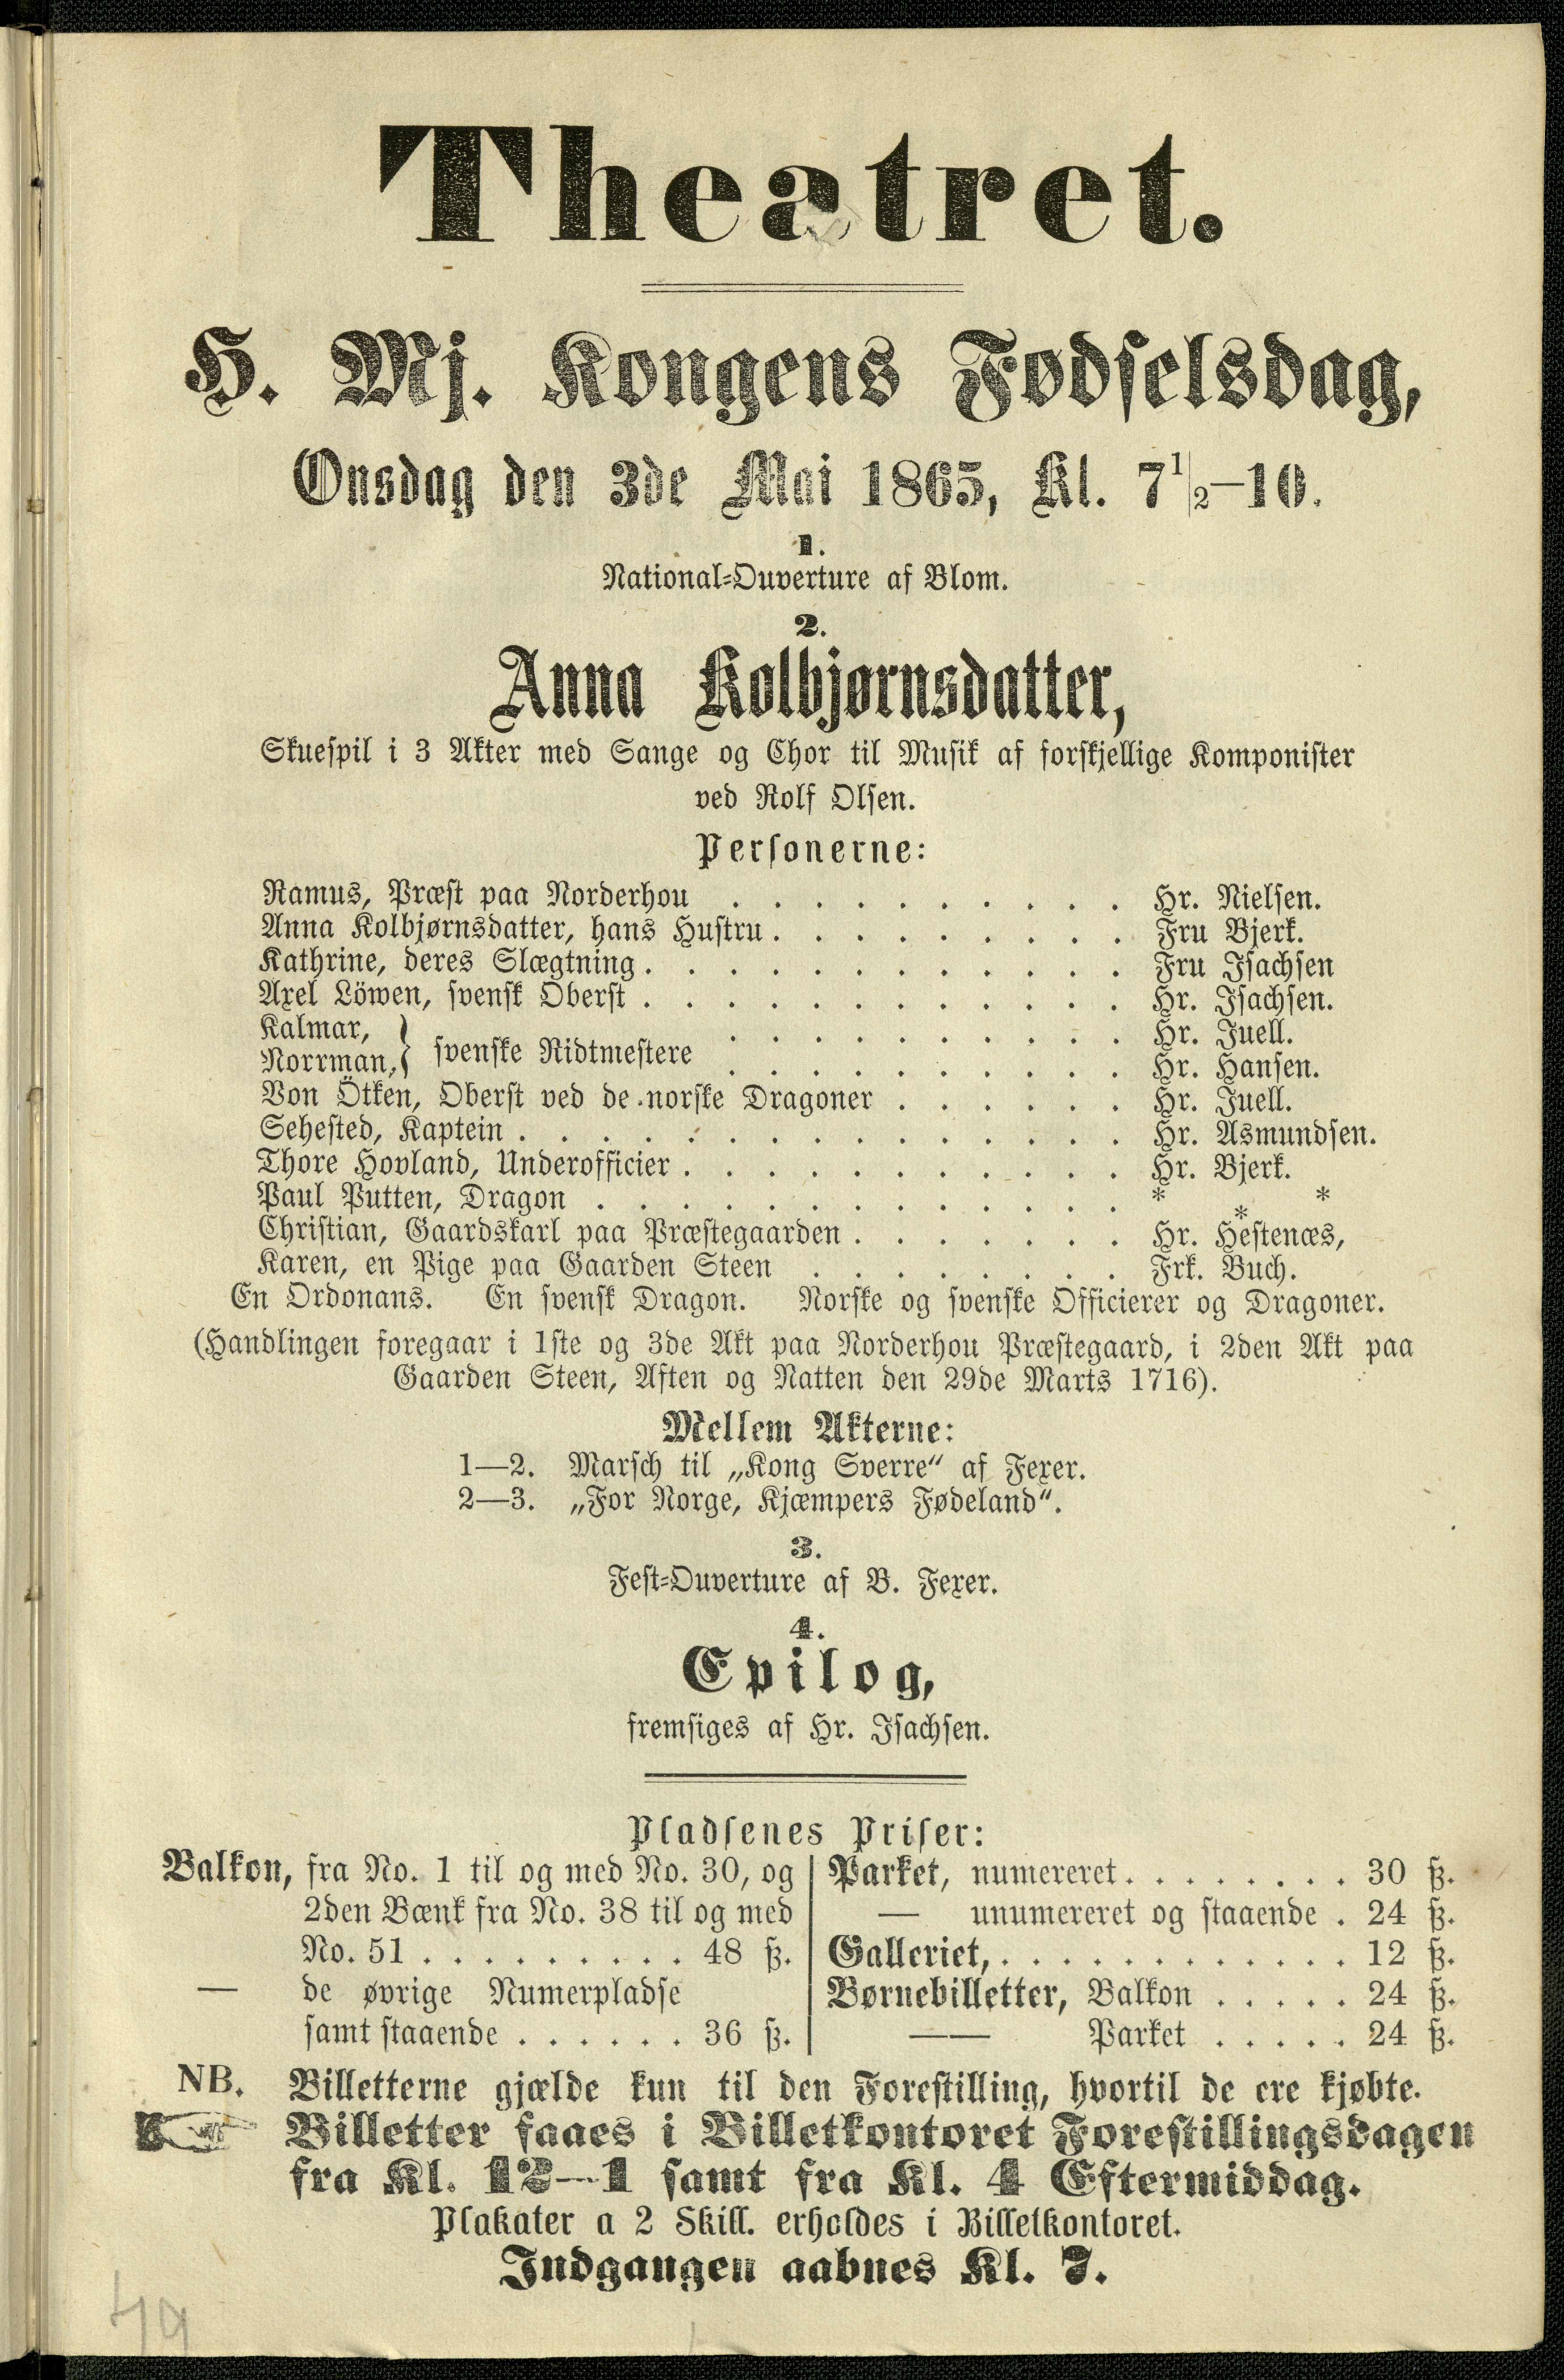 Theatret.
H. Mj. Kongens Fødselsdag,
Onsdag den 3de Mai 1865, Kl. 7 1/2–10.
1.
National-Ouverture af Blom.
2.
Anna Kolbjørnsdatter,
Skuespil i 3 Akter med Sange og Chor til Musik af forskjellige Komponister
ved Rolf Olsen.
Personerne:
Ramus, Præst paa Norderhou . . . . . . . . . . Hr. Nielsen.
Anna Kolbjørnsdatter, hans Hustru . . . . . . . . . Fru Bjerk.
Kathrine, deres Slægtning . . . . . . . . . . . . Fru Isachsen
Axel Löwen, svensk Oberst . . . . . . . . . . . . Hr. Isachsen.
Kalmar, } svenske Ridtmestere . . . . . . . . . . Hr. Juell.
Norrman, } . . . . . . . . . . Hr. Hansen.
Von Ötken, Oberst ved de norske Dragoner . . . . . . Hr. Juell.
Sehested, Kaptein . . . . . . . . . . . . . . . Hr. Asmundsen.
Thore Hovland, Underofficier . . . . . . . . . . . Hr. Bjerk.
Paul Putten, Dragon . . . . . . . . . . . . . * * *
Christian, Gaardskarl paa Præstegaarden . . . . . . . Hr. Hestenæs,
Karen, en Pige paa Gaarden Steen . . . . . . . . Frk. Buch.
En Ordonans. En svensk Dragon. Norske og svenske Officierer og Dragoner.
(Handlingen foregaar i 1ste og 3de Akt paa Norderhou Præstegaard, i 2den Akt paa
Gaarden Steen, Aften og Natten den 29de Marts 1716).
Mellem Akterne:
1—2. Marsch til „Kong Sverre“ af Fexer.
2—3. „For Norge, Kjæmpers Fødeland“.
3.
Fest-Ouverture af B. Fexer.
4.
Epilog,
fremsiges af Hr. Isachsen.
Pladsenes Priser:
Balkon, fra No. 1 til og med No. 30, og
2den Bænk fra No. 38 til og med
No. 51 . . . . . . . . . 48 ß.
— de øvrige Numerpladse
samt staaende . . . . . . 36 ß.
Parket, numereret . . . . . . . . 30 ß.
— unumereret og staaende . 24 ß.
Galleriet, . . . . . . . . . . . . 12 ß.
Børnebilletter, Balkon . . . . . 24 ß.
—— Parket . . . . . 24 ß.
NB. Billetterne gjælde kun til den Forestilling, hvortil de ere kjøbte.
Billetter faaes i Billetkontoret Forestillingsdagen
fra Kl. 12—1 samt fra Kl. 4 Eftermiddag.
Plakater a 2 Skill. erholdes i Billetkontoret.
Indgangen aabnes Kl. 7.
79